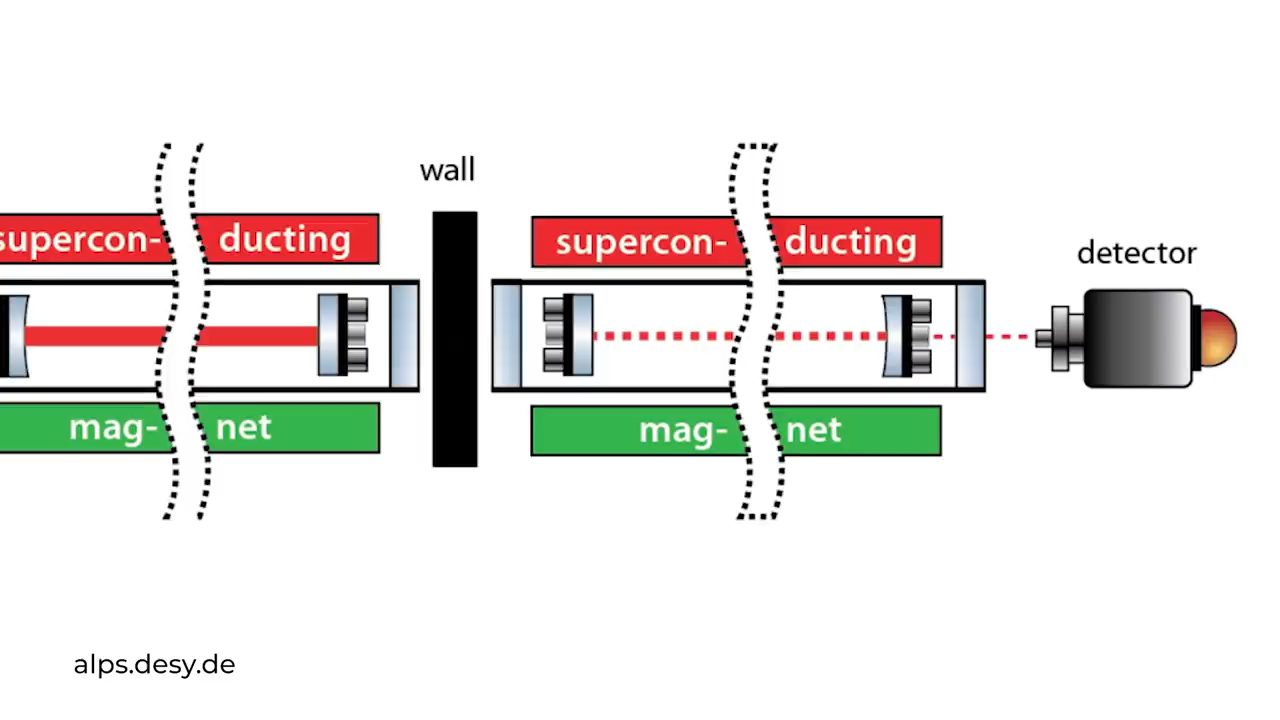 wall
supercon- ducting
supercon- ducting
detector
mag- net
mag- net
alps.desy.de